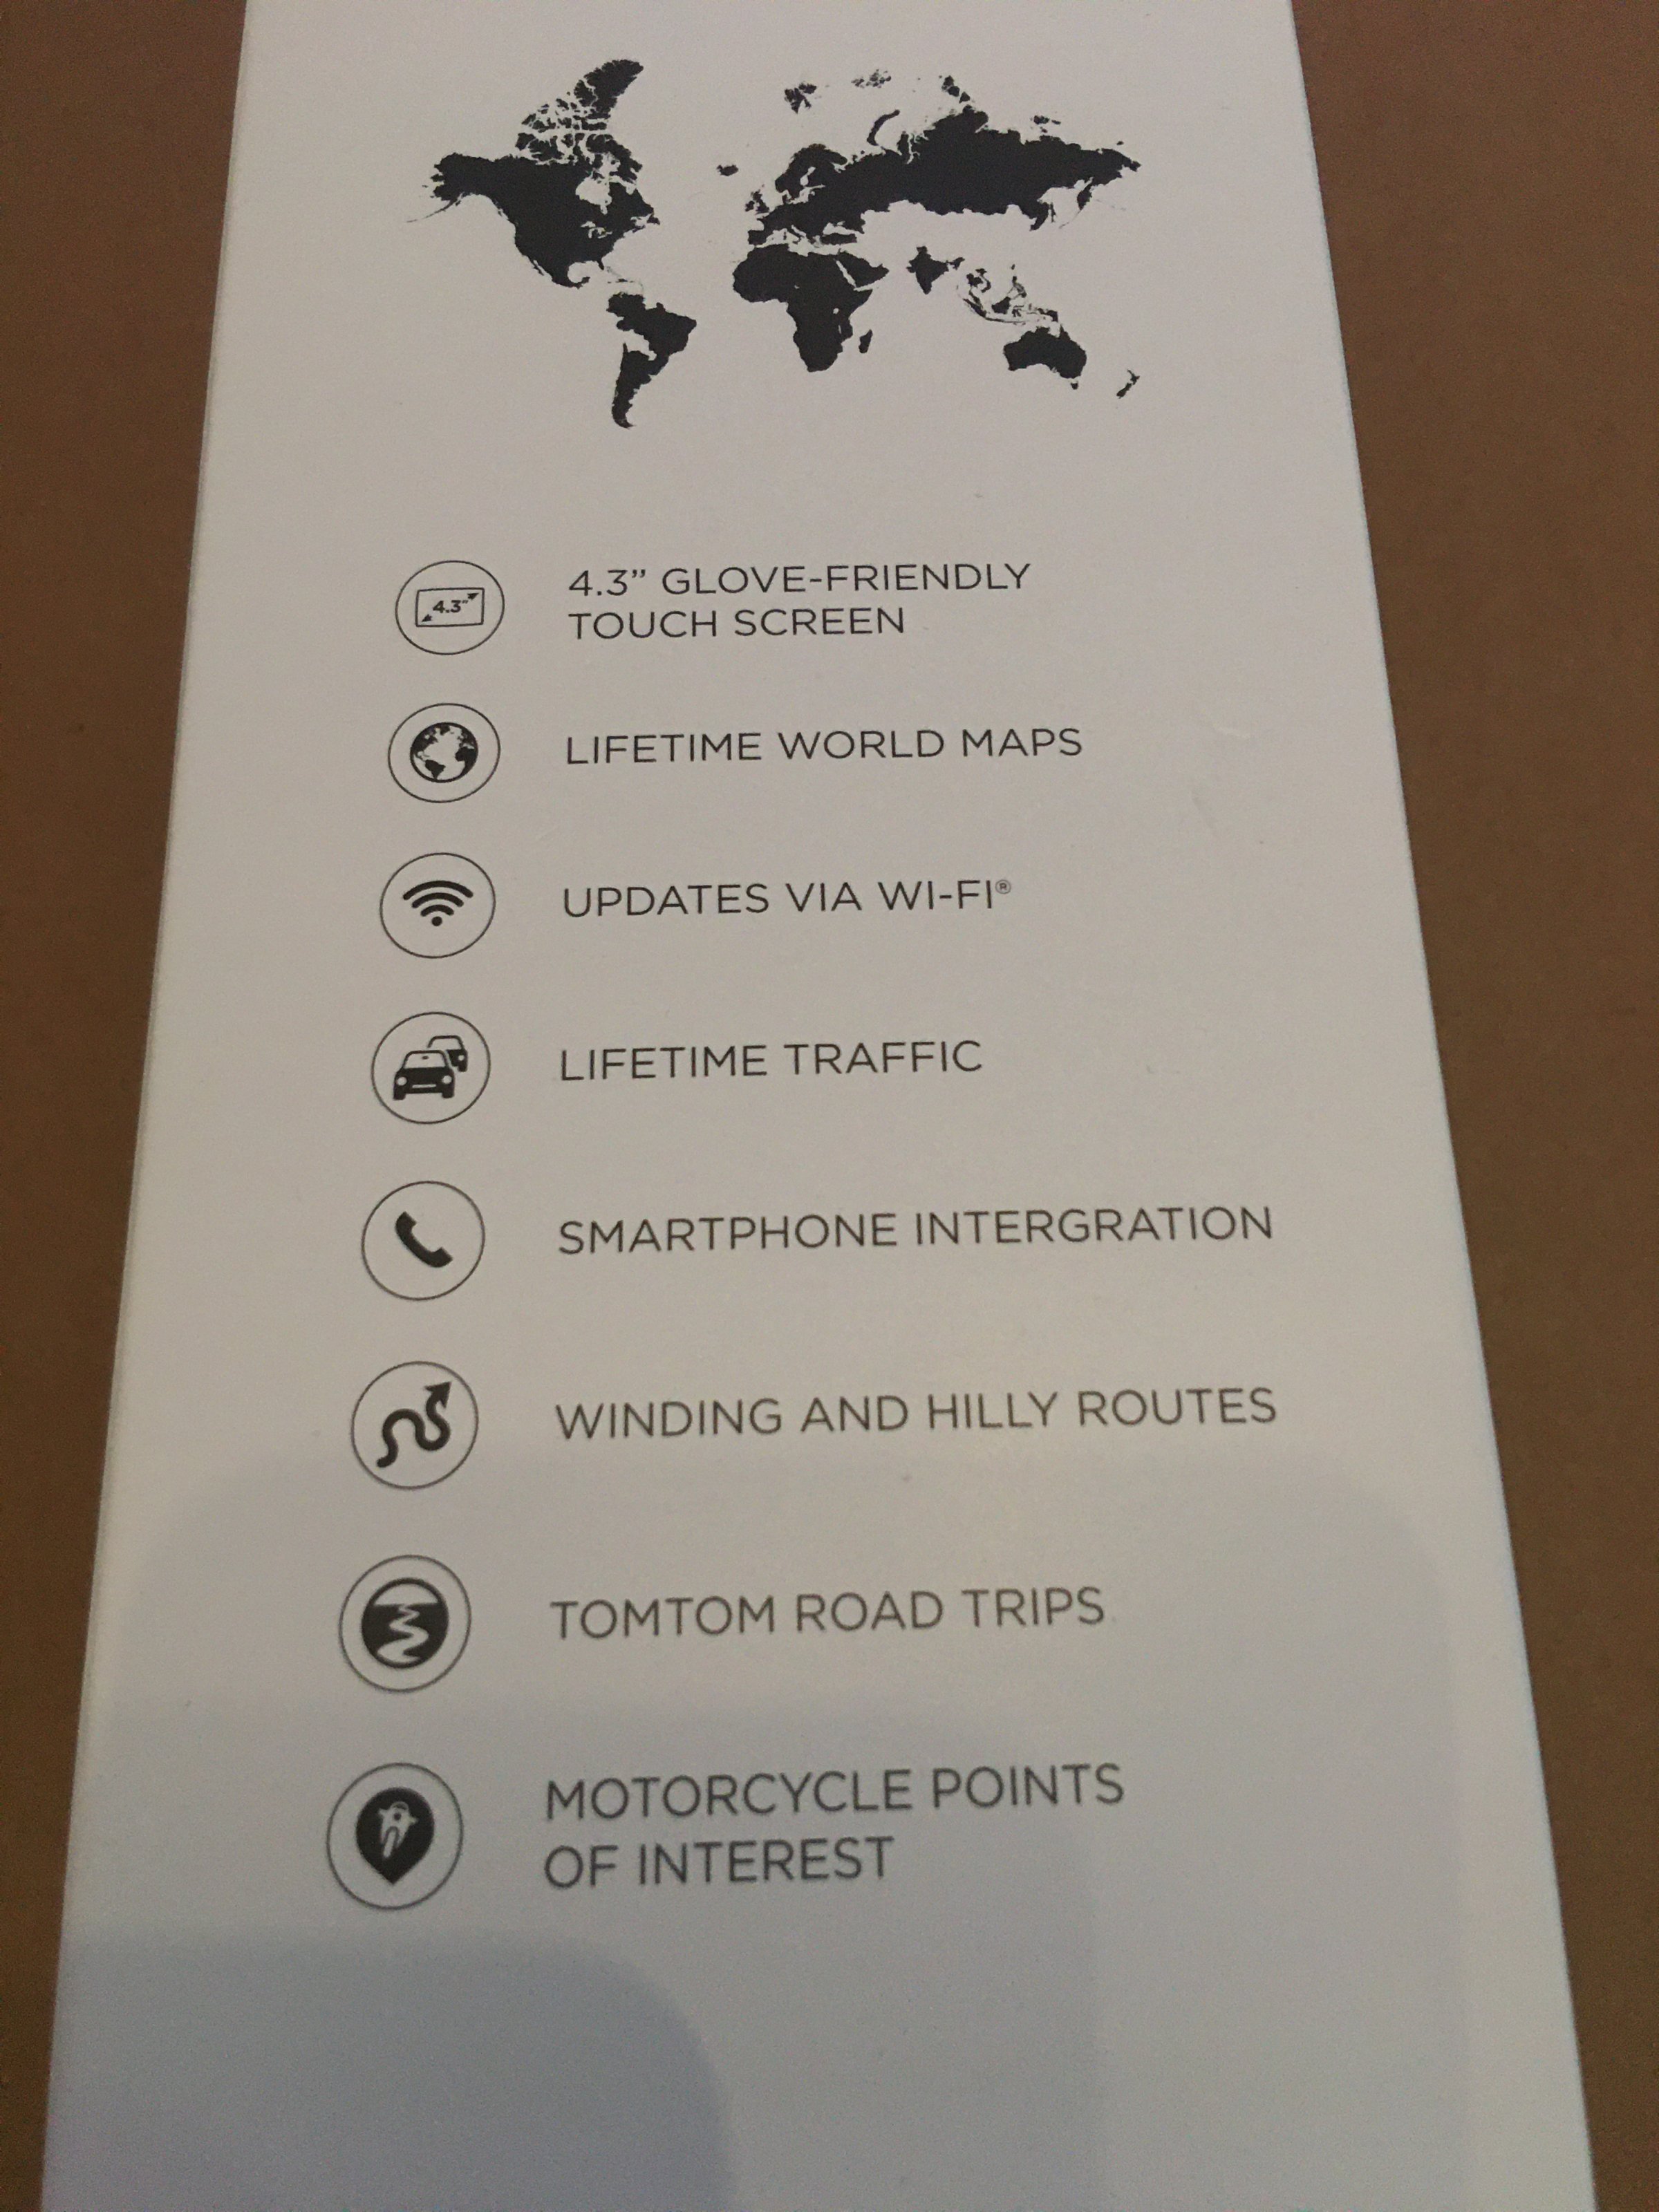 4.3"
4.3” GLOVE-FRIENDLY
TOUCH SCREEN
LIFETIME WORLD MAPS
UPDATES VIA WI-FI®
LIFETIME TRAFFIC
SMARTPHONE INTERGRATION
WINDING AND HILLY ROUTES
TOMTOM ROAD TRIPS
MOTORCYCLE POINTS
OF INTEREST